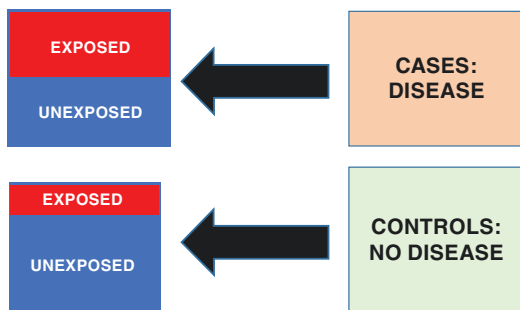 EXPOSED
UNEXPOSED
CASES:
DISEASE
EXPOSED
UNEXPOSED
CONTROLS:
NO DISEASE